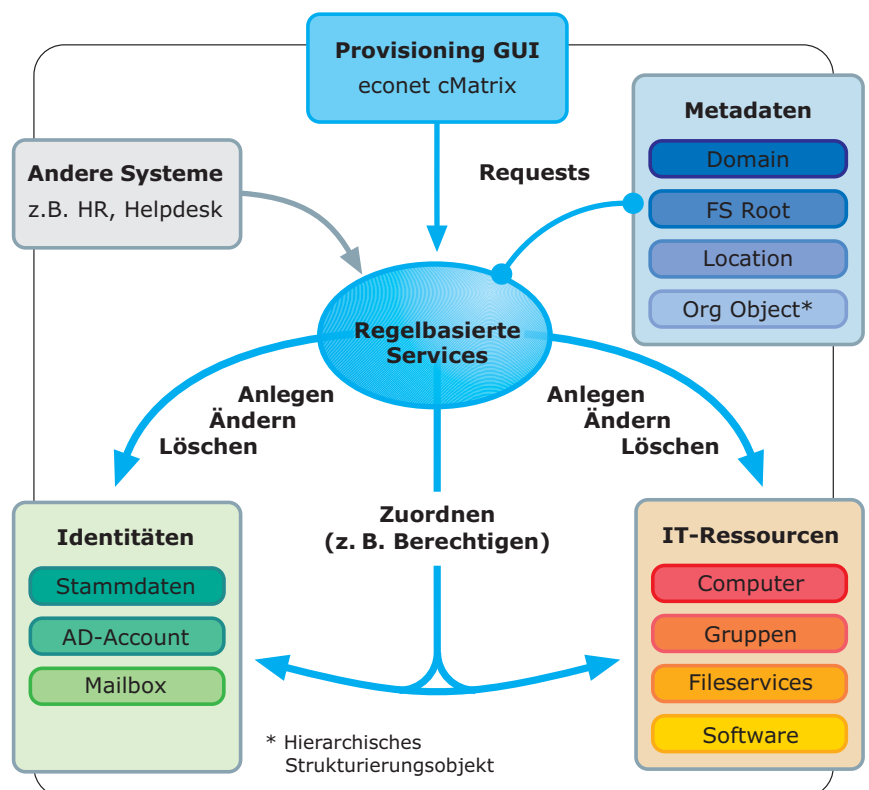 Provisioning GUI
econet cMatrix
Metadaten
Domain
FS Root
Location
Org Object*
Andere Systeme
z.B. HR, Helpdesk
Requests
Regelbasierte
Services
Anlegen
Ändern
Löschen
Anlegen
Ändern
Löschen
Zuordnen
(z. B. Berechtigen)
Identitäten
Stammdaten
AD-Account
Mailbox
IT-Ressourcen
Computer
Gruppen
Fileservices
Software
* Hierarchisches
Strukturierungsobjekt